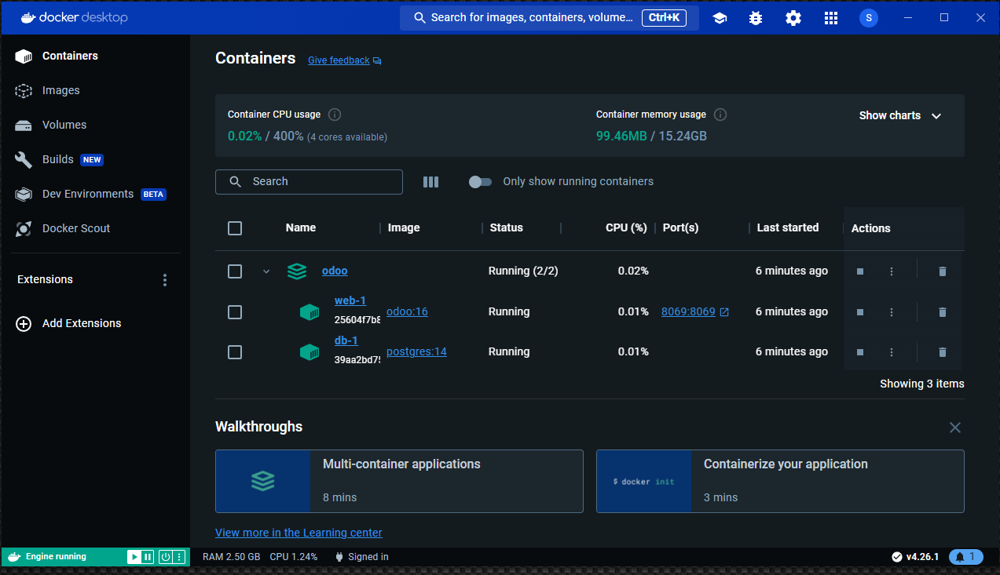 docker desktop
Search for images, containers, volume... Ctrl+K
S
Containers
Images
Volumes
Builds NEW
Dev Environments BETA
Docker Scout
Extensions
Add Extensions
Containers Give feedback
Container CPU usage
0.02% / 400% (4 cores available)
Container memory usage
99.46MB / 15.24GB
Show charts
Search
Only show running containers
Name Image Status CPU (%) Port(s) Last started Actions
odoo Running (2/2) 0.02% 6 minutes ago
web-1
25604f7b8
odoo:16 Running 0.01% 8069:8069 6 minutes ago
db-1
39aa2bd75
postgres:14 Running 0.01% 6 minutes ago
Showing 3 items
Walkthroughs
Multi-container applications
8 mins
$ docker init
Containerize your application
3 mins
View more in the Learning center
Engine running
RAM 2.50 GB CPU 1.24% Signed in
v4.26.1
1